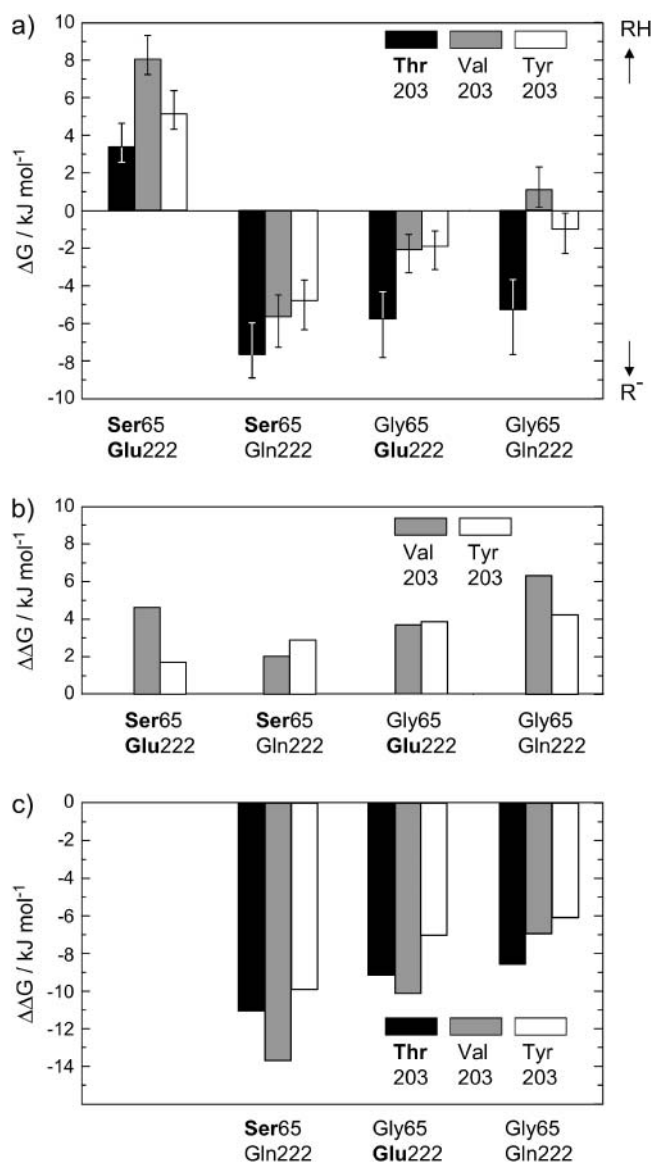 a)
RH
Thr Val Tyr
203 203 203
10
8
6
4
2
0
-2
-4
-6
-8
-10
ΔG / kJ mol⁻¹
R⁻
Ser65 Ser65 Gly65 Gly65
Glu222 Gln222 Glu222 Gln222
b)
Val Tyr
203 203
10
8
6
4
2
0
ΔΔG / kJ mol⁻¹
Ser65 Ser65 Gly65 Gly65
Glu222 Gln222 Glu222 Gln222
c)
0
-2
-4
-6
-8
-10
-12
-14
ΔΔG / kJ mol⁻¹
Thr Val Tyr
203 203 203
Ser65 Gly65 Gly65
Gln222 Glu222 Gln222